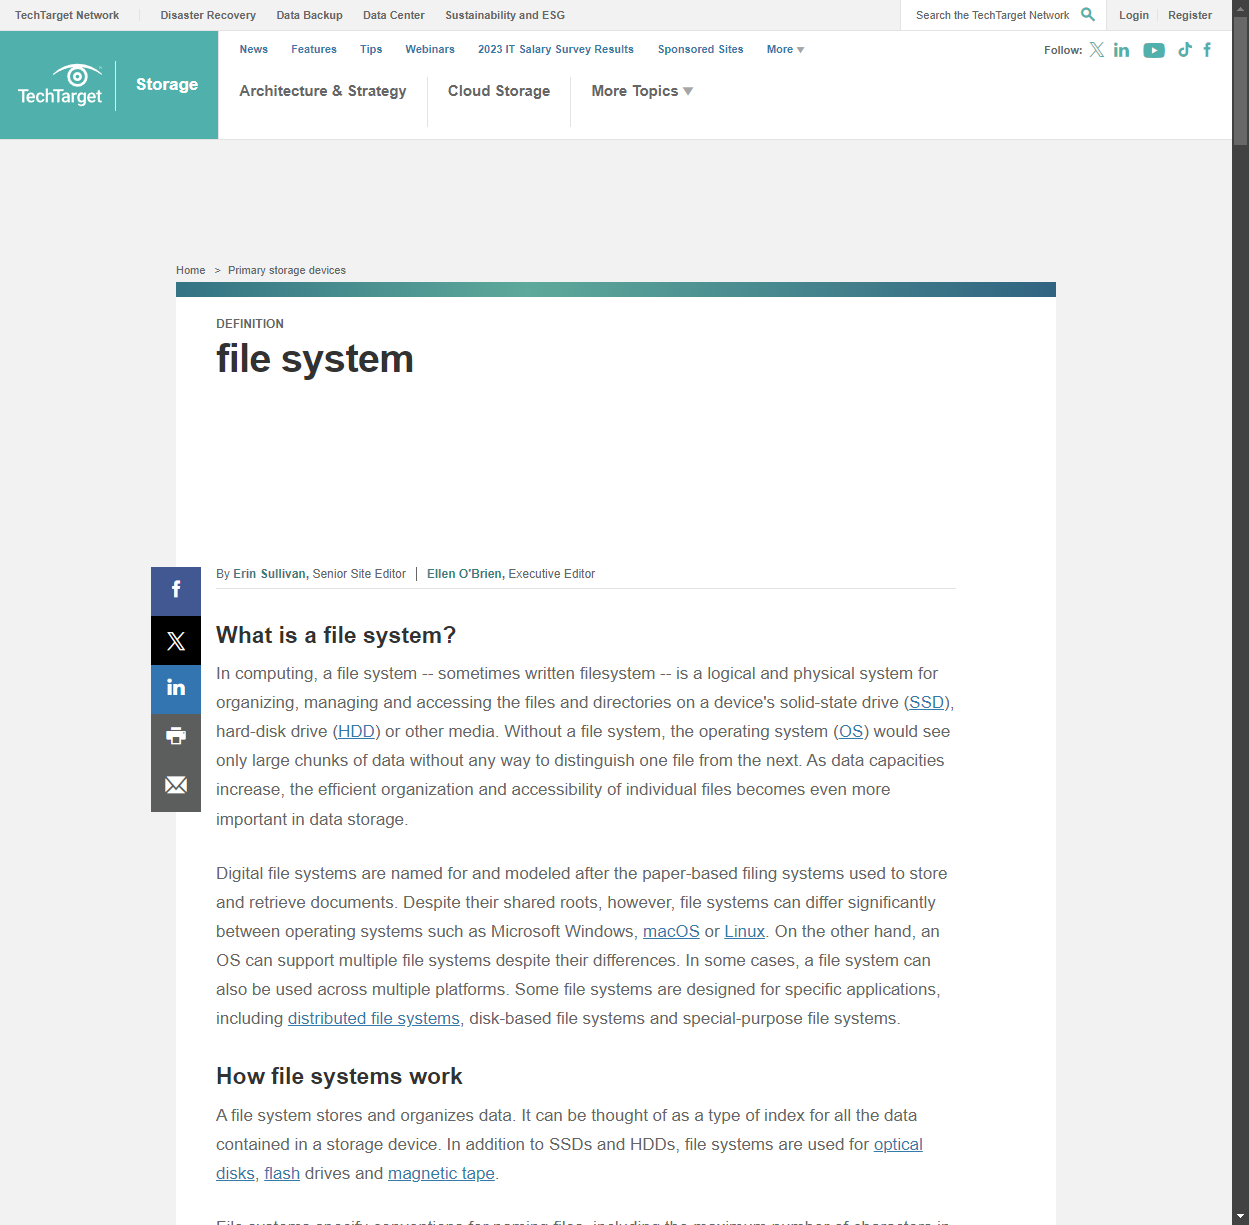 TechTarget Network
Disaster Recovery
Data Backup
Data Center
Sustainability and ESG
Search the TechTarget Network
Login
Register
TechTarget
Storage
News
Features
Tips
Webinars
2023 IT Salary Survey Results
Sponsored Sites
More
Follow:
Architecture & Strategy
Cloud Storage
More Topics
Home > Primary storage devices
DEFINITION
file system
By Erin Sullivan, Senior Site Editor | Ellen O'Brien, Executive Editor
What is a file system?
In computing, a file system -- sometimes written filesystem -- is a logical and physical system for
organizing, managing and accessing the files and directories on a device's solid-state drive (SSD),
hard-disk drive (HDD) or other media. Without a file system, the operating system (OS) would see
only large chunks of data without any way to distinguish one file from the next. As data capacities
increase, the efficient organization and accessibility of individual files becomes even more
important in data storage.
Digital file systems are named for and modeled after the paper-based filing systems used to store
and retrieve documents. Despite their shared roots, however, file systems can differ significantly
between operating systems such as Microsoft Windows, macOS or Linux. On the other hand, an
OS can support multiple file systems despite their differences. In some cases, a file system can
also be used across multiple platforms. Some file systems are designed for specific applications,
including distributed file systems, disk-based file systems and special-purpose file systems.
How file systems work
A file system stores and organizes data. It can be thought of as a type of index for all the data
contained in a storage device. In addition to SSDs and HDDs, file systems are used for optical
disks, flash drives and magnetic tape.
File systems specify conventions for naming files, including the maximum number of characters in